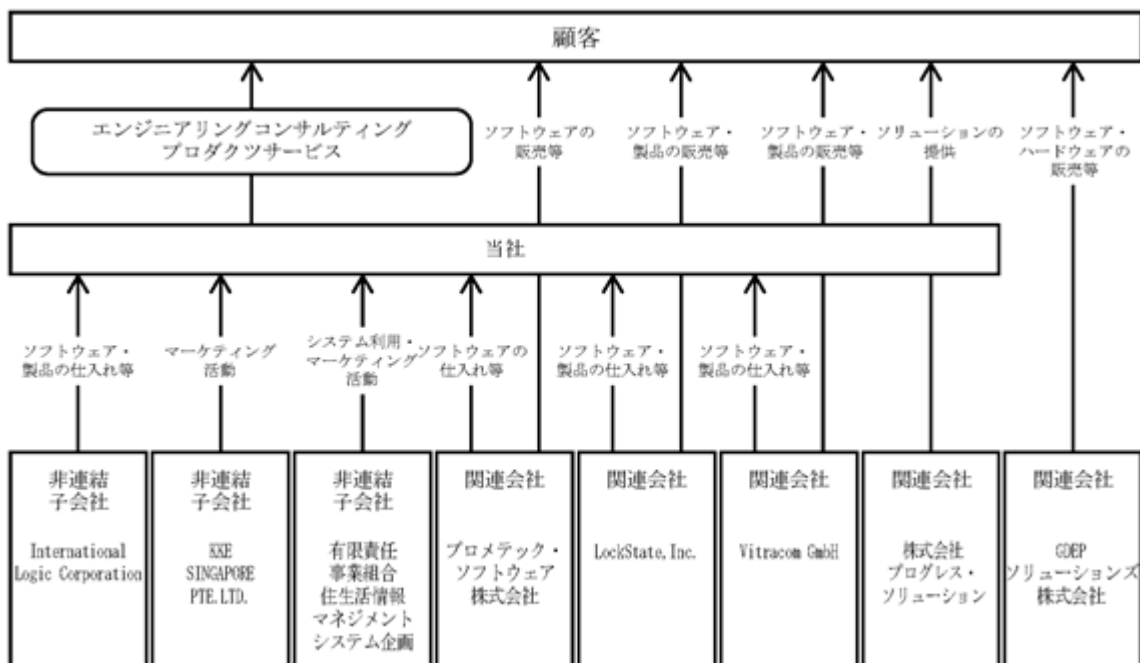 顧客
エンジニアリングコンサルティング
プロダクツサービス
ソフトウェアの
販売等
ソフトウェア・
製品の販売等
ソフトウェア・
製品の販売等
ソリューションの
提供
ソフトウェア・
ハードウェアの
販売等
当社
ソフトウェア・
製品の仕入れ等
マーケティング
活動
システム利用・
マーケティング
活動
ソフトウェアの
仕入れ等
ソフトウェア・
製品の仕入れ等
ソフトウェア・
製品の仕入れ等
非連結
子会社
International
Logic Corporation
非連結
子会社
KKE
SINGAPORE
PTE.LTD.
非連結
子会社
有限責任
事業組合
住生活情報
マネジメント
システム企画
関連会社
プロメテック・
ソフトウェア
株式会社
関連会社
LockState,Inc.
関連会社
Vitracom GmbH
関連会社
株式会社
プログレス・
ソリューション
関連会社
GDEP
ソリューションズ
株式会社